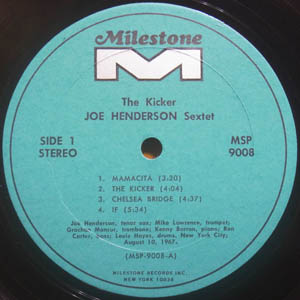 Milestone
The Kicker
JOE HENDERSON Sextet
SIDE 1
STEREO
MSP
9008
1. MAMACITA (3:20)
2. THE KICKER (4:04)
3. CHELSEA BRIDGE (4:37)
4. IF (5:34)
Joe Henderson, tenor sax; Mike Lawrence, trumpet;
Grachan Moncur, trombone; Kenny Barron, piano; Ron
Carter, bass; Louis Hayes, drums. New York City;
August 10, 1967.
(MSP-9008-A)
MILESTONE RECORDS INC.
NEW YORK 10036